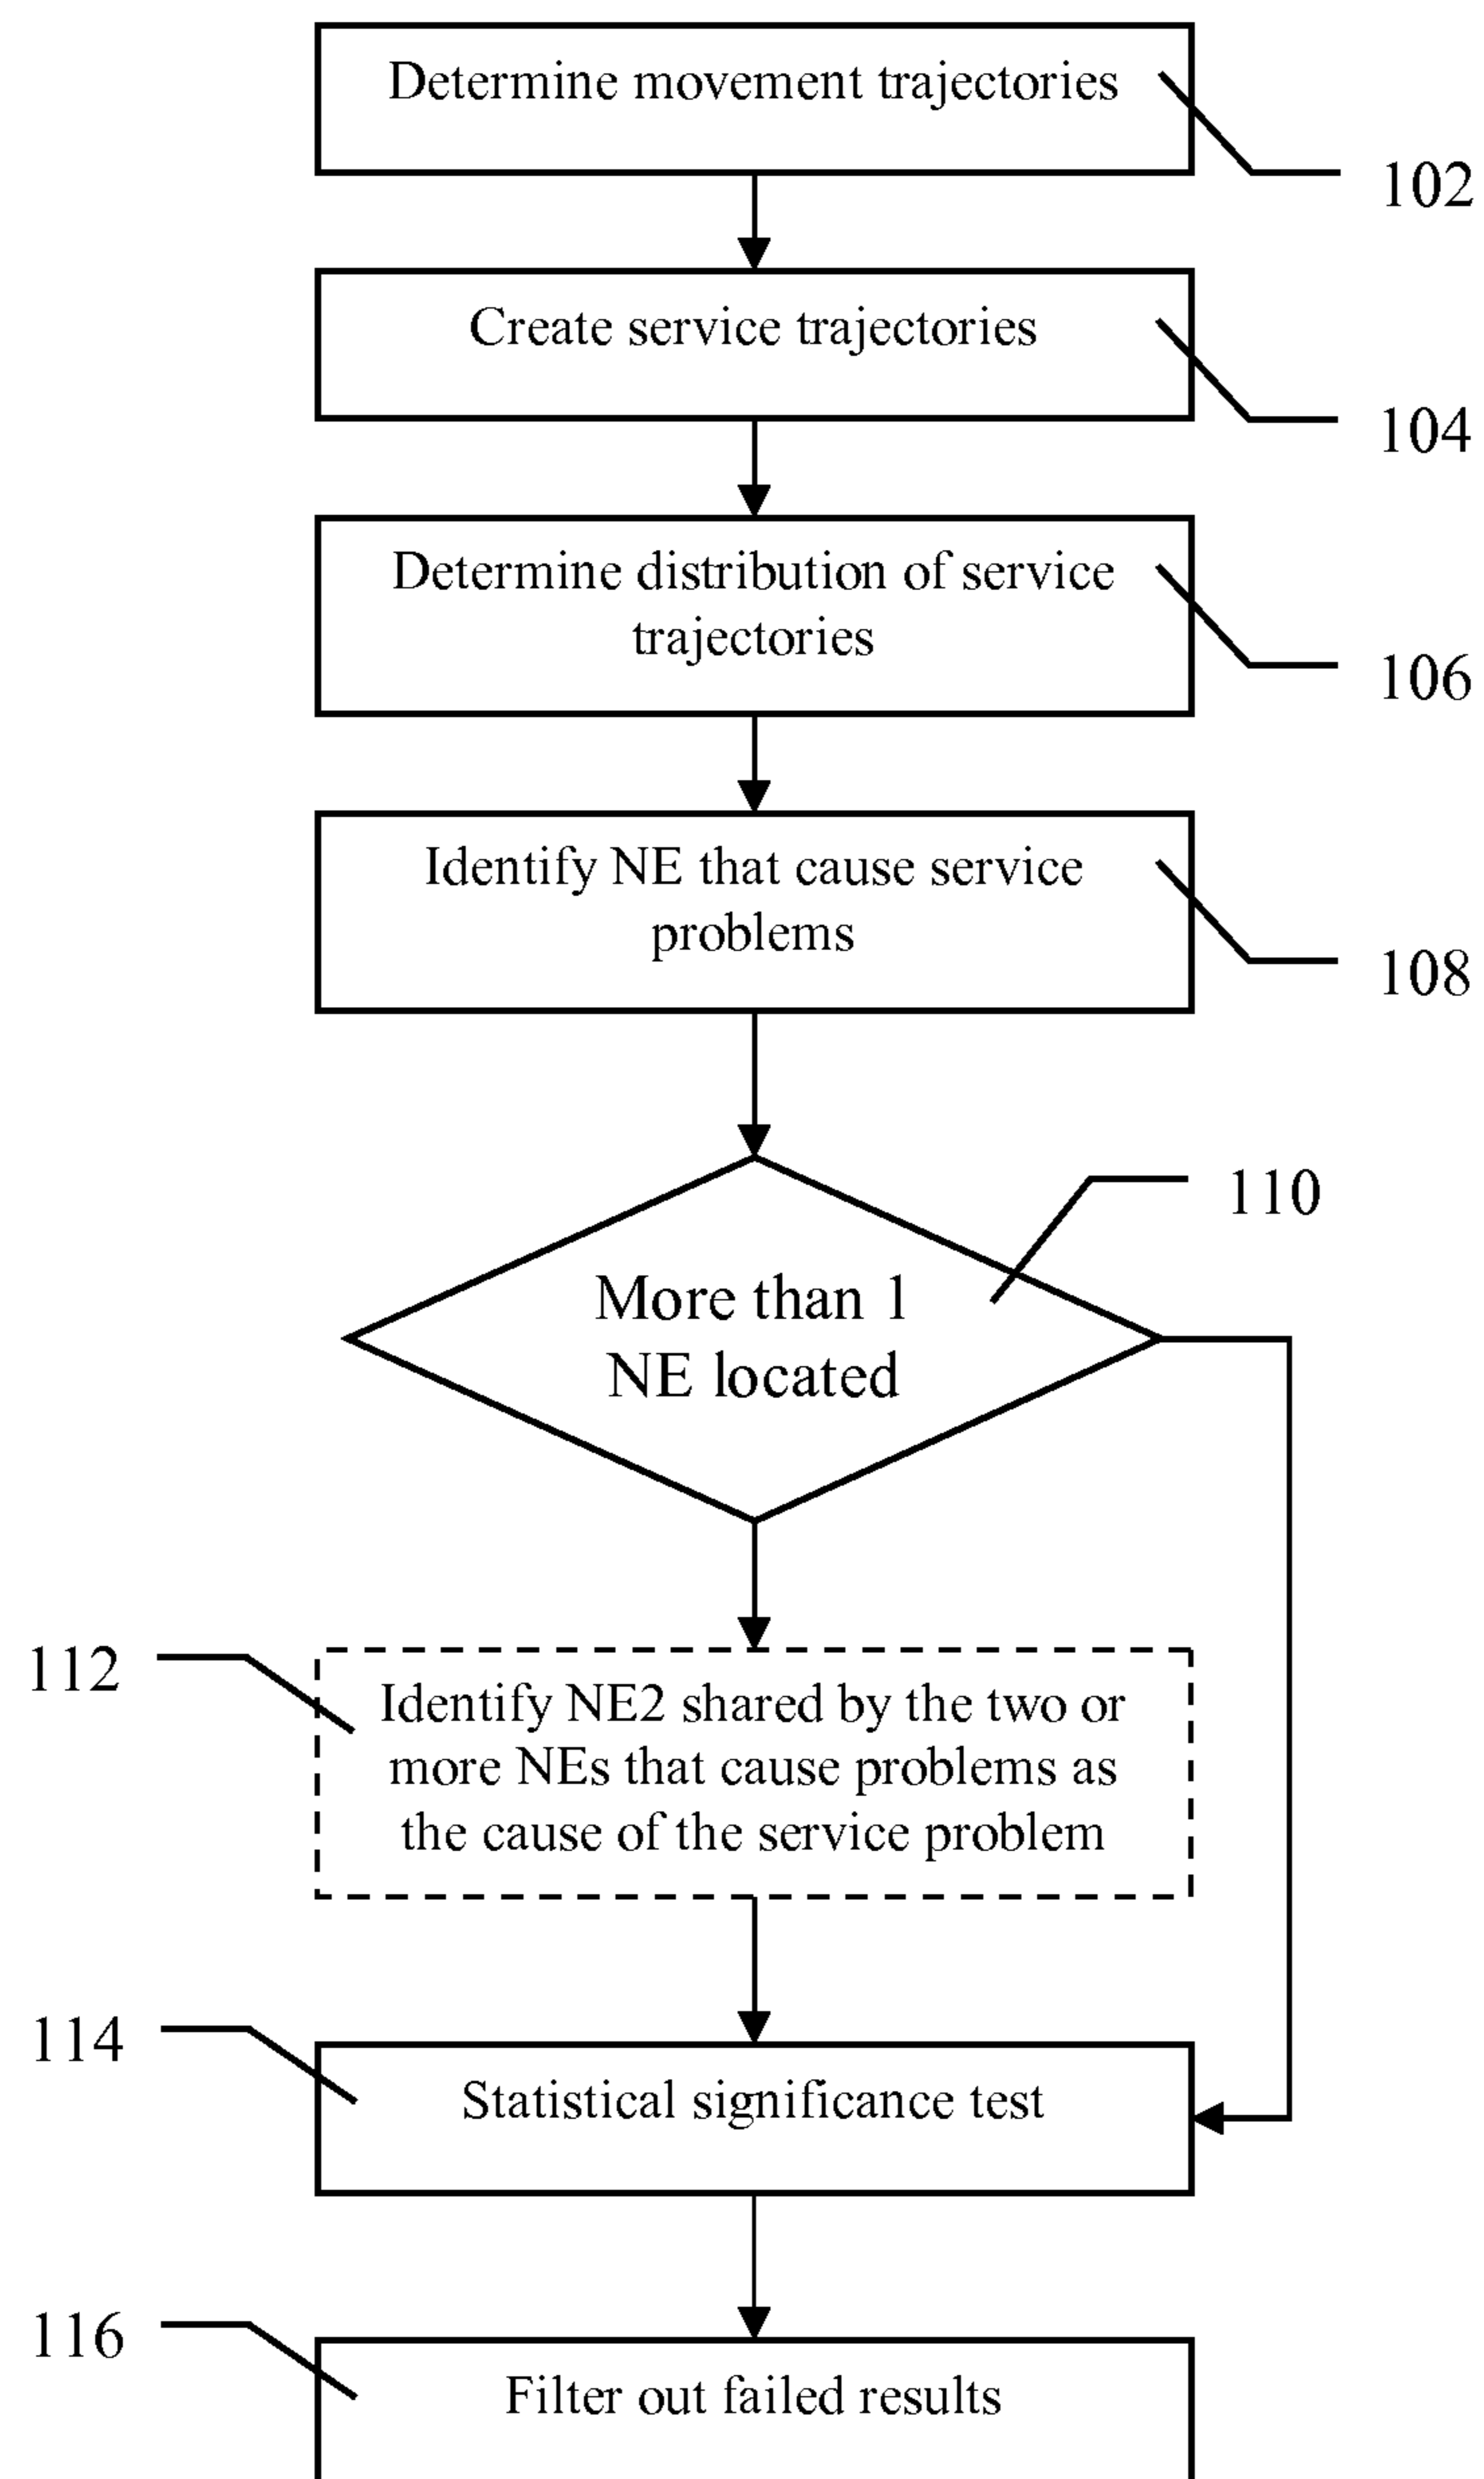 Determine movement trajectories
102
Create service trajectories
104
Determine distribution of service
trajectories
106
Identify NE that cause service
problems
108
110
More than 1
NE located
112
Identify NE2 shared by the two or
more NEs that cause problems as
the cause of the service problem
114
Statistical significance test
116
Filter out failed results